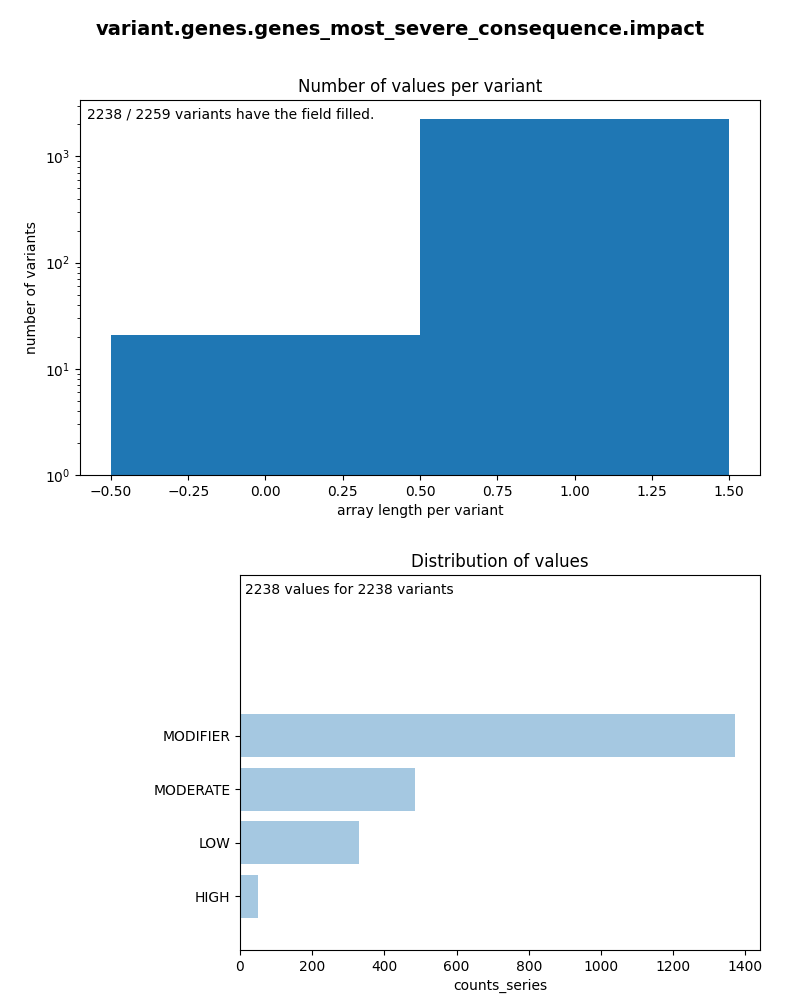 variant.genes.genes_most_severe_consequence.impact
Number of values per variant
2238 / 2259 variants have the field filled.
number of variants
10³
10²
10¹
10⁰
−0.50 −0.25 0.00 0.25 0.50 0.75 1.00 1.25 1.50
array length per variant
Distribution of values
2238 values for 2238 variants
MODIFIER
MODERATE
LOW
HIGH
0 200 400 600 800 1000 1200 1400
counts_series